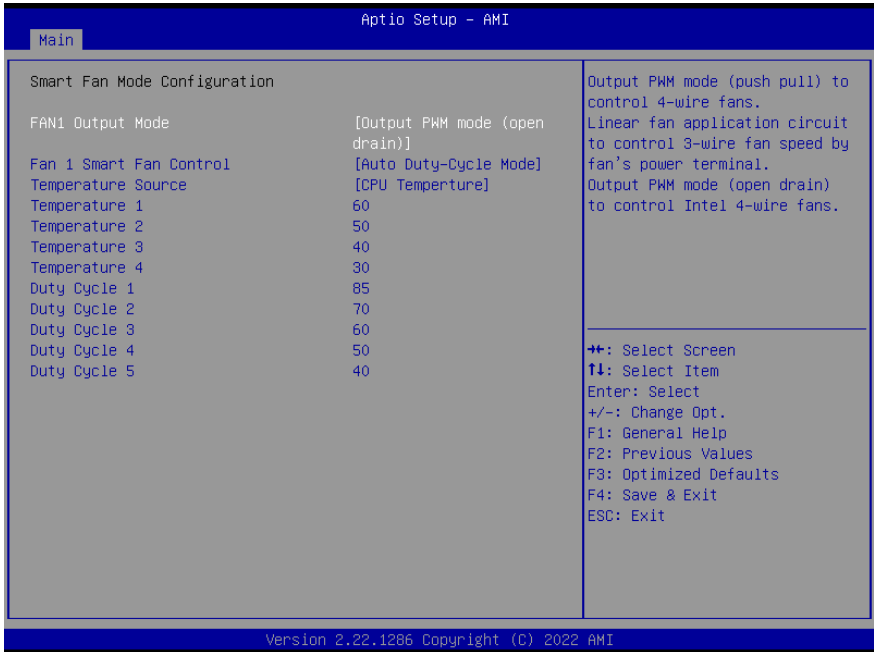 Aptio Setup – AMI
Main
Smart Fan Mode Configuration
FAN1 Output Mode [Output PWM mode (open
drain)]
Fan 1 Smart Fan Control [Auto Duty-Cycle Mode]
Temperature Source [CPU Temperture]
Temperature 1 60
Temperature 2 50
Temperature 3 40
Temperature 4 30
Duty Cycle 1 85
Duty Cycle 2 70
Duty Cycle 3 60
Duty Cycle 4 50
Duty Cycle 5 40
Output PWM mode (push pull) to
control 4-wire fans.
Linear fan application circuit
to control 3-wire fan speed by
fan's power terminal.
Output PWM mode (open drain)
to control Intel 4-wire fans.
→←: Select Screen
↑↓: Select Item
Enter: Select
+/-: Change Opt.
F1: General Help
F2: Previous Values
F3: Optimized Defaults
F4: Save & Exit
ESC: Exit
Version 2.22.1286 Copyright (C) 2022 AMI